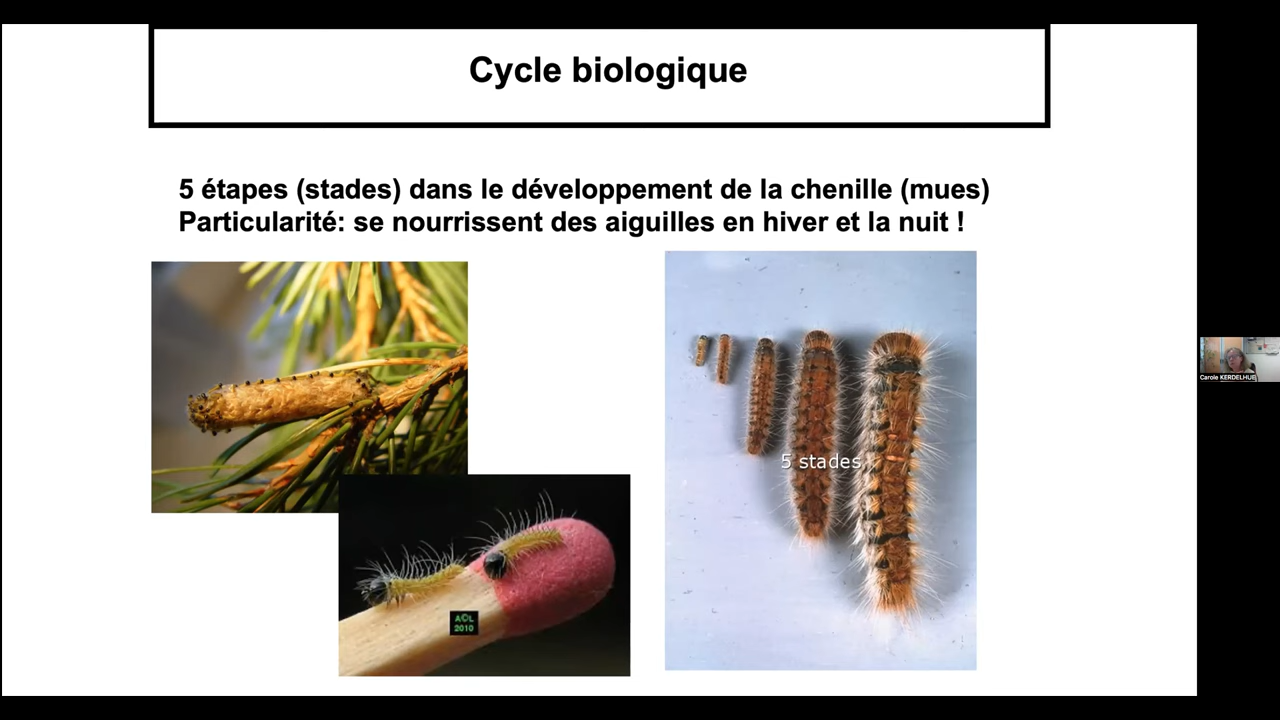 Cycle biologique
5 étapes (stades) dans le développement de la chenille (mues)
Particularité: se nourrissent des aiguilles en hiver et la nuit !
5 stades
A©L
2010
Carole KERDELHUE